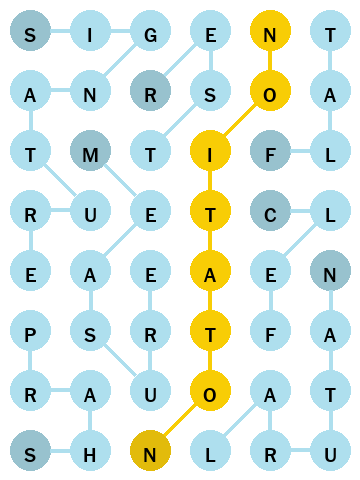 S I G E N T
A N R S O A
T M T I F L
R U E T C L
E A E A E N
P S R T F A
R A U O A T
S H N L R U